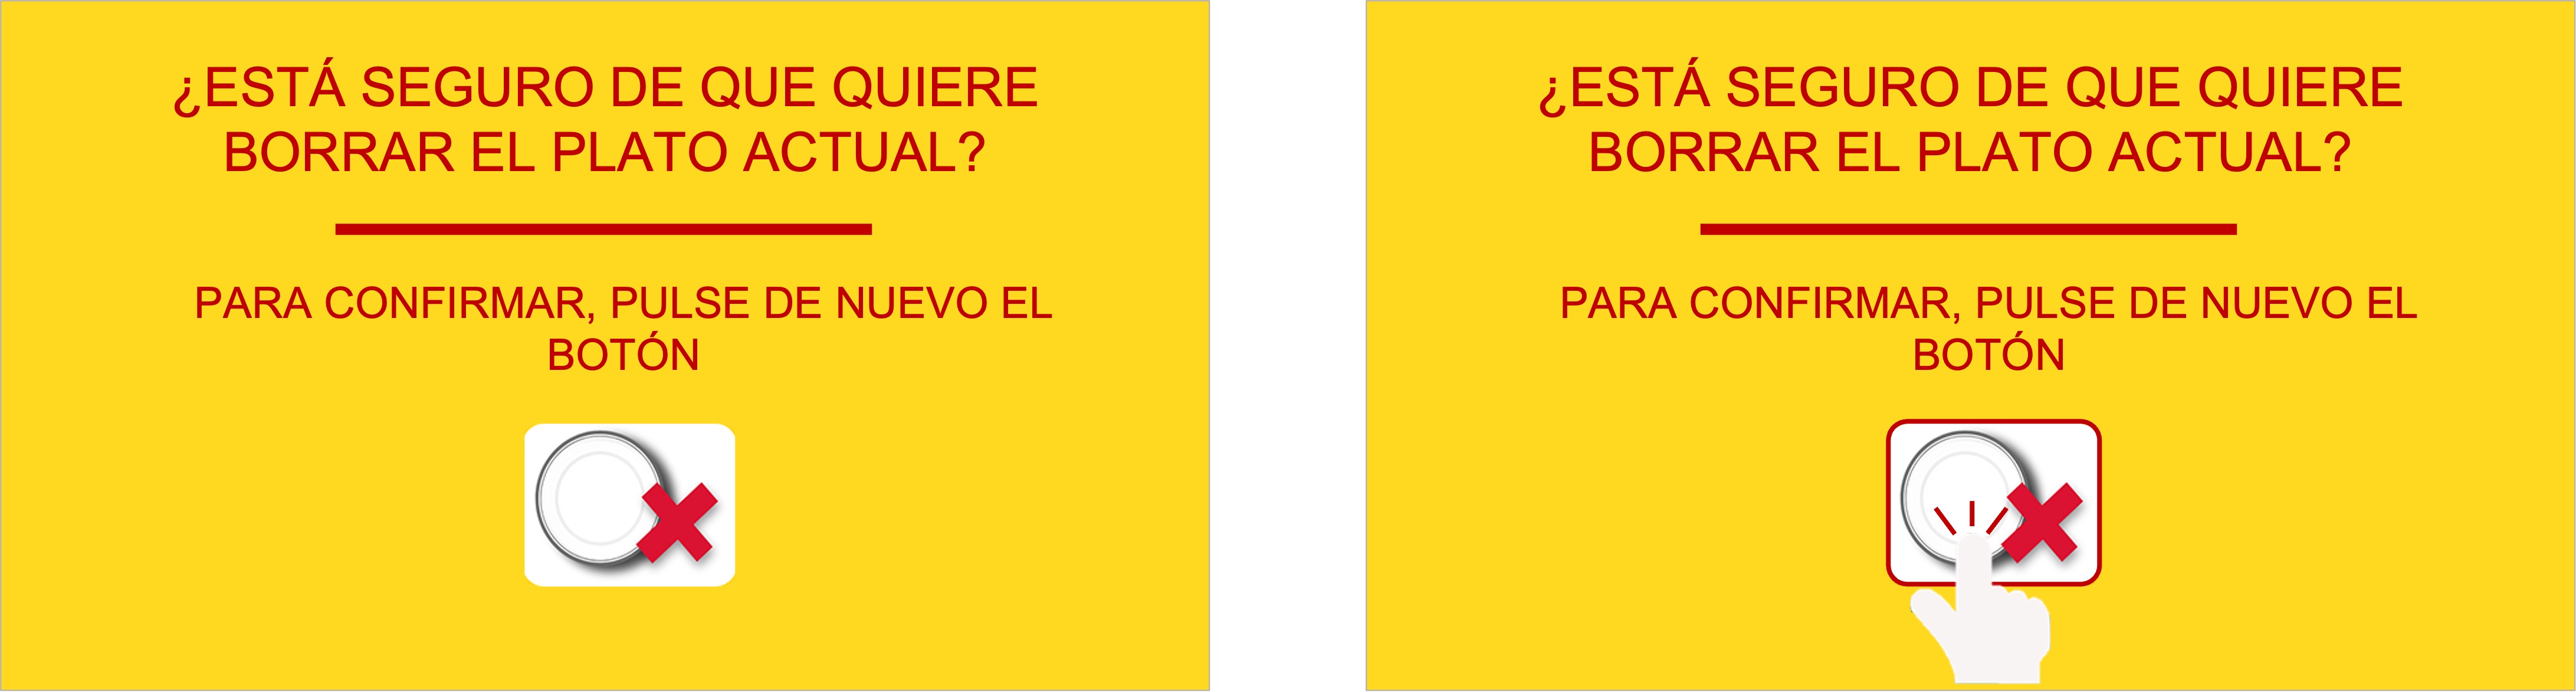 ¿ESTÁ SEGURO DE QUE QUIERE
BORRAR EL PLATO ACTUAL?
PARA CONFIRMAR, PULSE DE NUEVO EL
BOTÓN
¿ESTÁ SEGURO DE QUE QUIERE
BORRAR EL PLATO ACTUAL?
PARA CONFIRMAR, PULSE DE NUEVO EL
BOTÓN